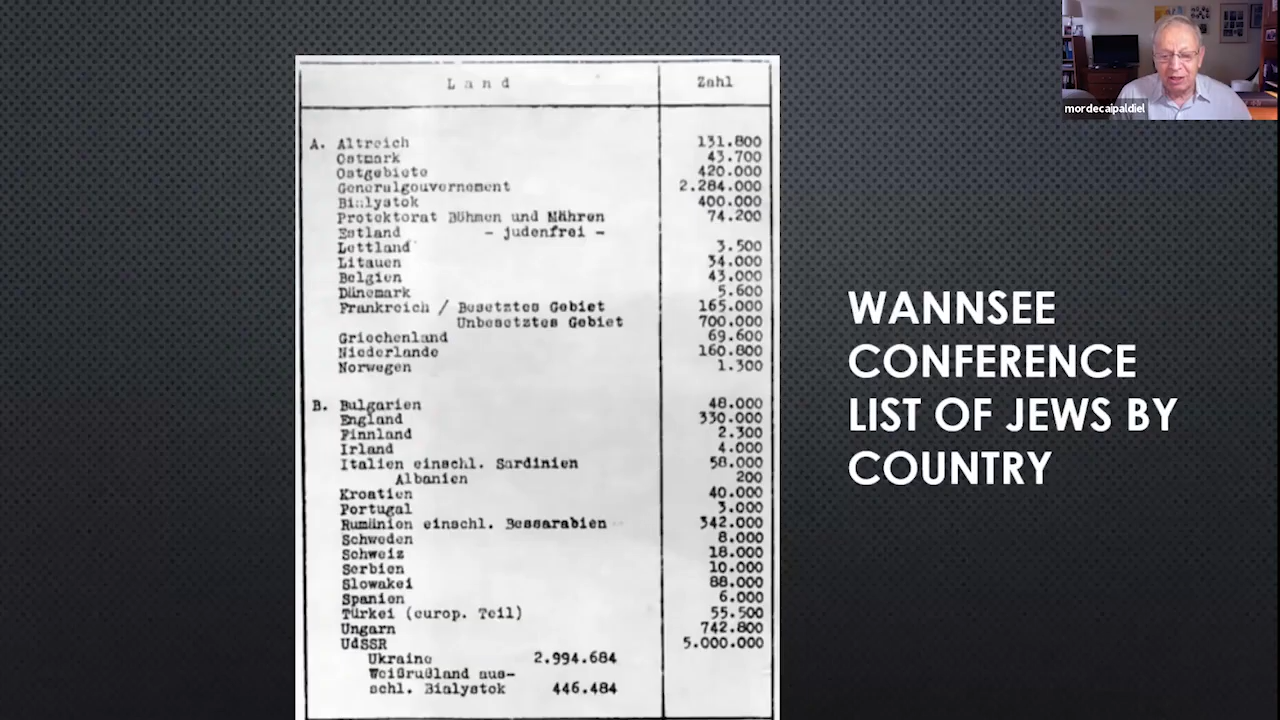 mordecaipaldiel
Land Zahl
A. Altreich 131.800
Ostmark 43.700
Ostgebiete 420.000
Generalgouvernement 2.284.000
Bialystok 400.000
Protektorat Böhmen und Mähren 74.200
Estland - judenfrei -
Lettland 3.500
Litauen 34.000
Belgien 43.000
Dänemark 5.600
Frankreich / Besetztes Gebiet 165.000
Unbesetztes Gebiet 700.000
Griechenland 69.600
Niederlande 160.800
Norwegen 1.300
B. Bulgarien 48.000
England 330.000
Finnland 2.300
Irland 4.000
Italien einschl. Sardinien 58.000
Albanien 200
Kroatien 40.000
Portugal 3.000
Rumänien einschl. Bessarabien 342.000
Schweden 8.000
Schweiz 18.000
Serbien 10.000
Slowakei 88.000
Spanien 6.000
Türkei (europ. Teil) 55.500
Ungarn 742.800
UdSSR 5.000.000
Ukraine 2.994.684
Weißrußland aus-
schl. Bialystok 446.484
WANNSEE
CONFERENCE
LIST OF JEWS BY
COUNTRY